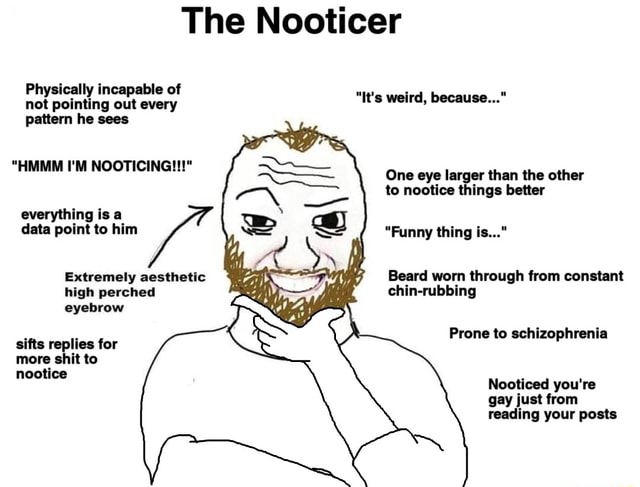 The Nooticer
Physically incapable of
not pointing out every
pattern he sees
"It's weird, because..."
"HMMM I'M NOOTICING!!!"
One eye larger than the other
to nootice things better
everything is a
data point to him
"Funny thing is..."
Extremely aesthetic
high perched
eyebrow
Beard worn through from constant
chin-rubbing
sifts replies for
more shit to
nootice
Prone to schizophrenia
Nooticed you're
gay just from
reading your posts